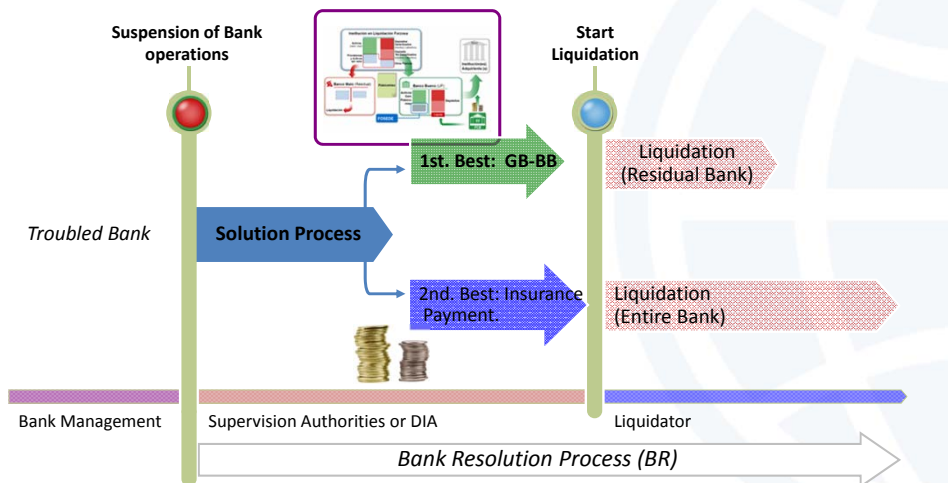 Suspension of Bank
operations
Start
Liquidation
1st. Best: GB-BB
Liquidation
(Residual Bank)
Troubled Bank
Solution Process
2nd. Best: Insurance
Payment.
Liquidation
(Entire Bank)
Bank Management
Supervision Authorities or DIA
Liquidator
Bank Resolution Process (BR)